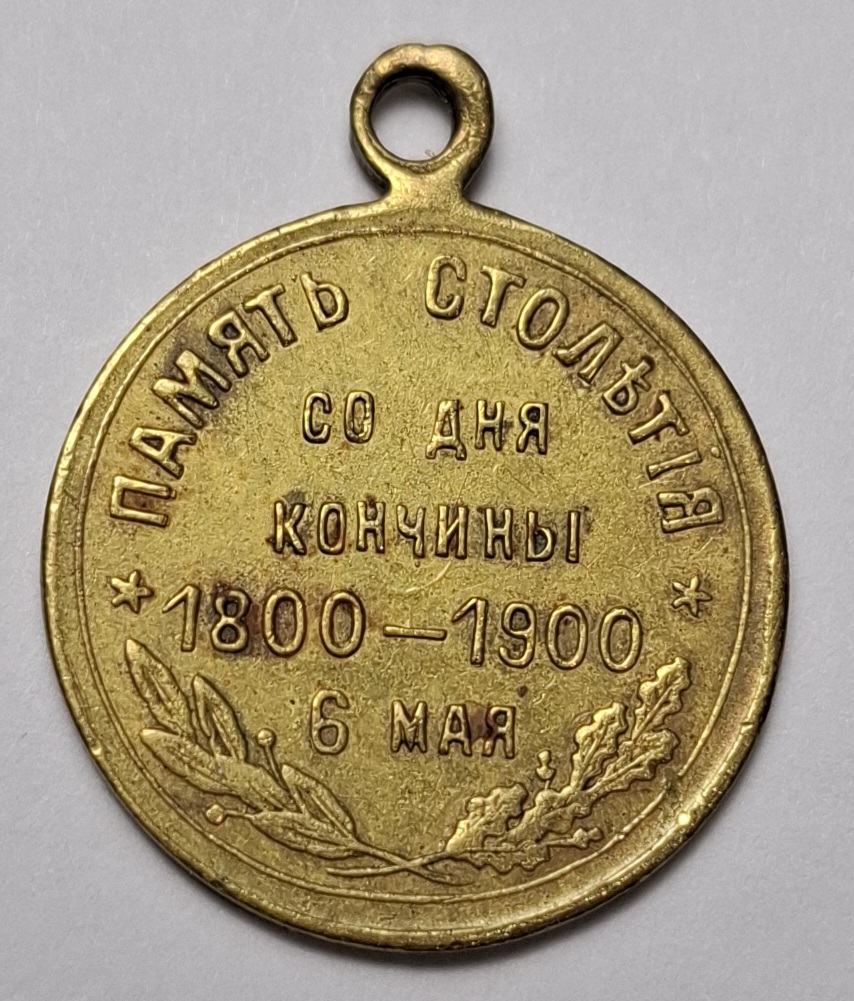 ПАМЯТЬ СТОЛѢТІЯ
СО ДНЯ
КОНЧИНЫ
1800—1900
6 МАЯ